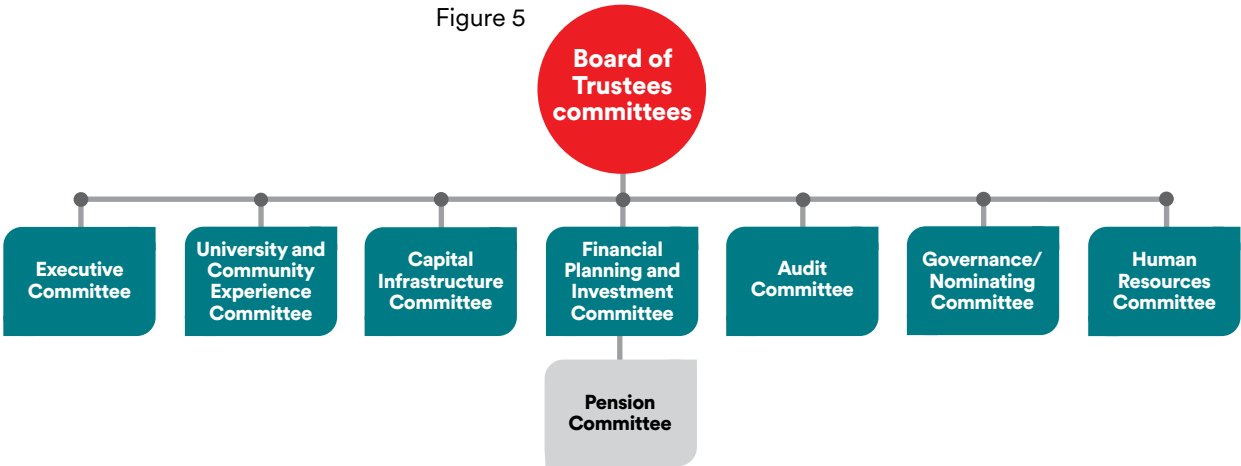 Figure 5
Board of
Trustees
committees
Executive
Committee
University and
Community
Experience
Committee
Capital
Infrastructure
Committee
Financial
Planning and
Investment
Committee
Audit
Committee
Governance/
Nominating
Committee
Human
Resources
Committee
Pension
Committee